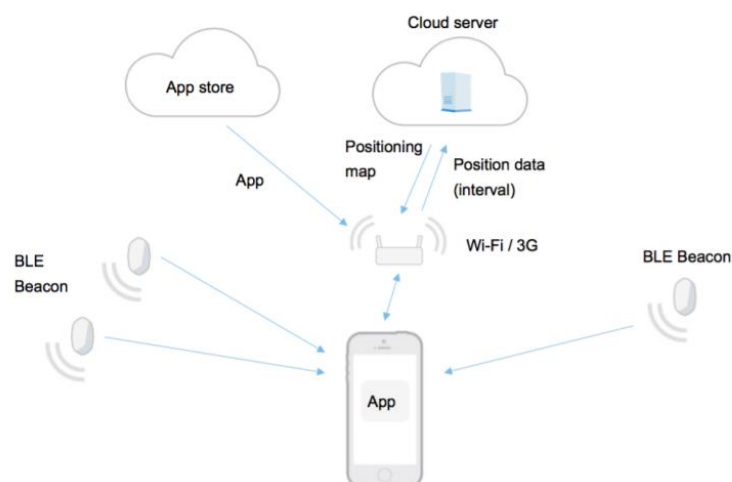 Cloud server
App store
Positioning
map
Position data
(interval)
App
Wi-Fi / 3G
BLE
Beacon
BLE Beacon
App